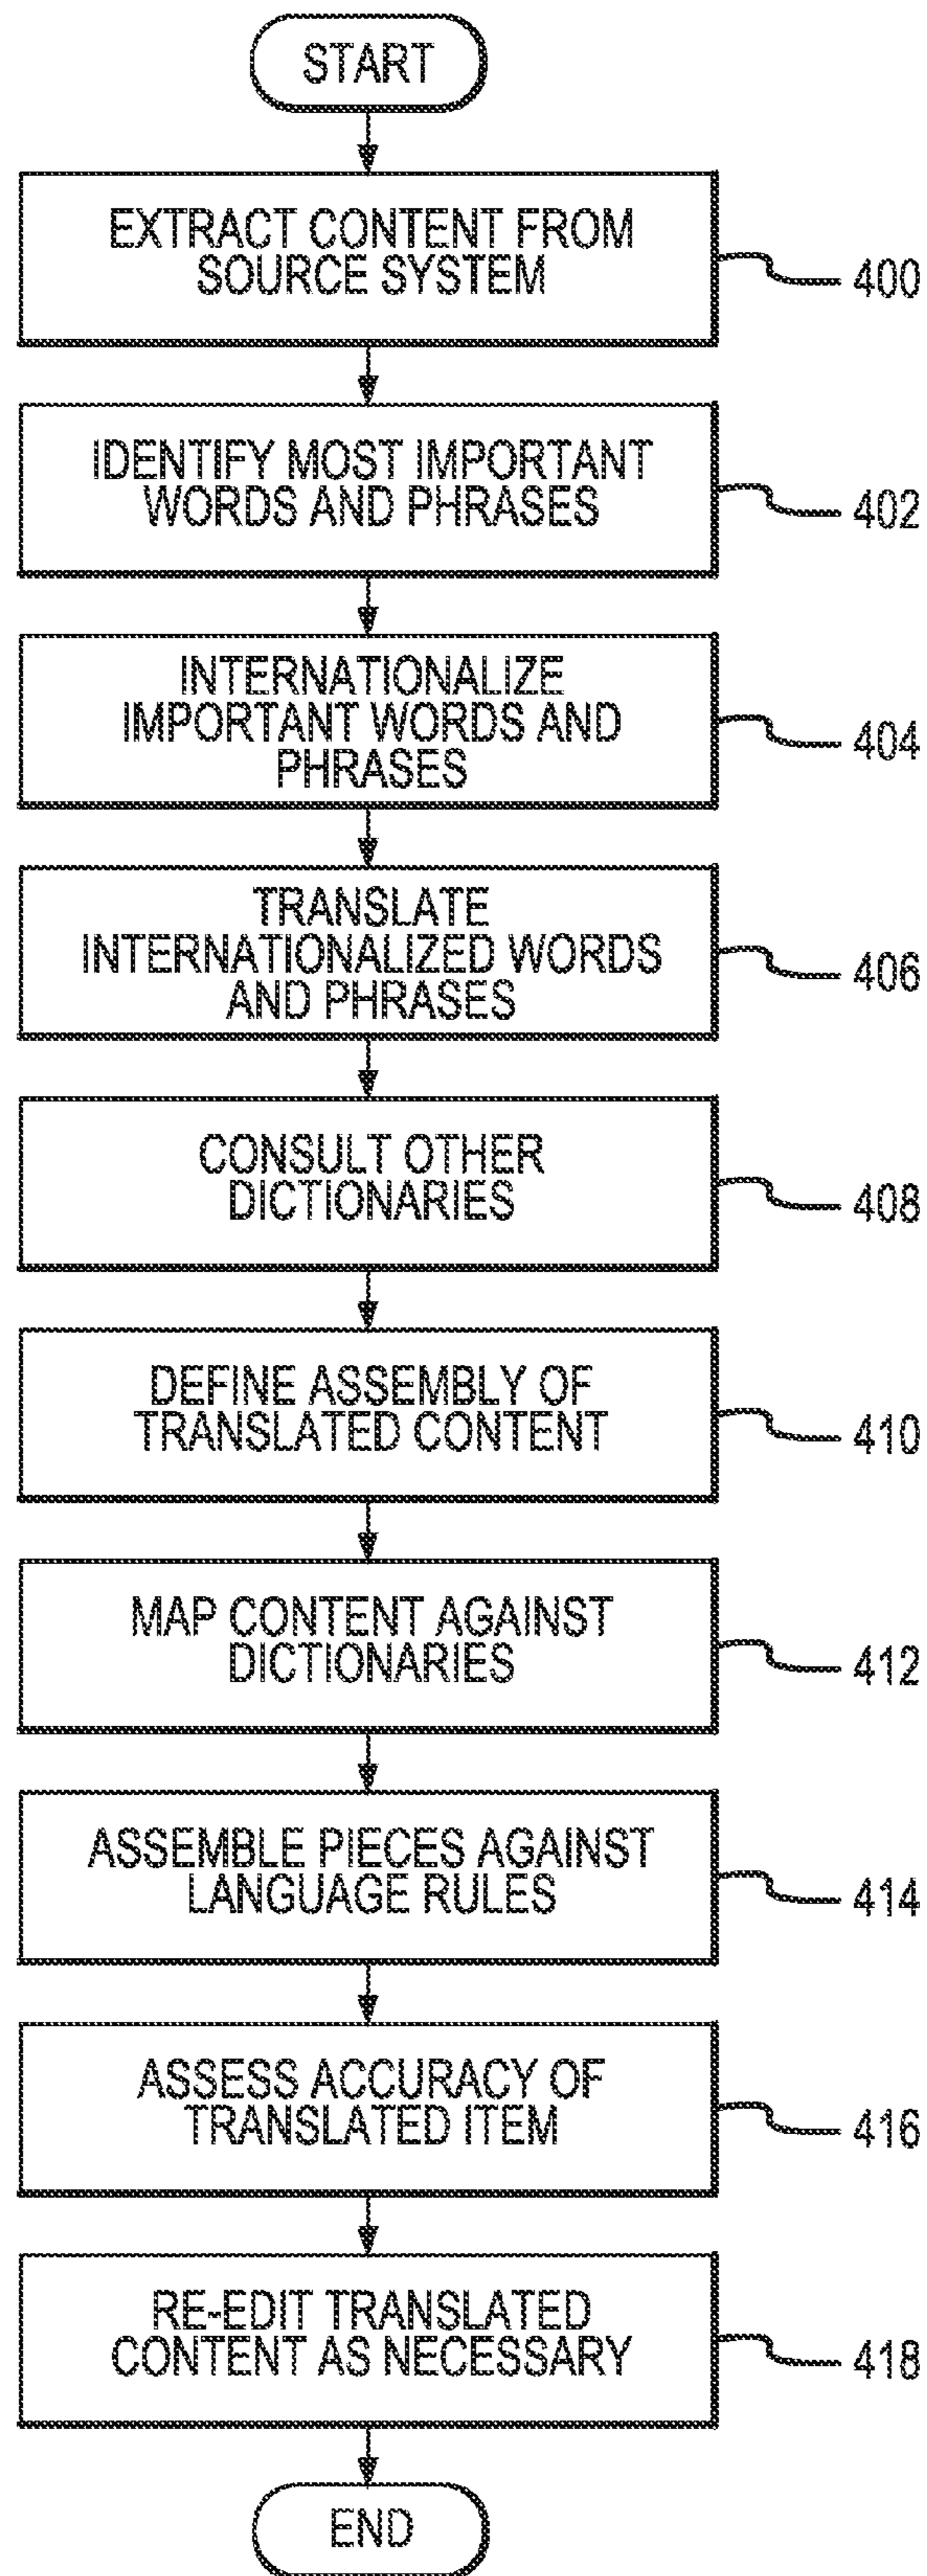 START
EXTRACT CONTENT FROM
SOURCE SYSTEM
400
IDENTIFY MOST IMPORTANT
WORDS AND PHRASES
402
INTERNATIONALIZE
IMPORTANT WORDS AND
PHRASES
404
TRANSLATE
INTERNATIONALIZED WORDS
AND PHRASES
406
CONSULT OTHER
DICTIONARIES
408
DEFINE ASSEMBLY OF
TRANSLATED CONTENT
410
MAP CONTENT AGAINST
DICTIONARIES
412
ASSEMBLE PIECES AGAINST
LANGUAGE RULES
414
ASSESS ACCURACY OF
TRANSLATED ITEM
416
RE-EDIT TRANSLATED
CONTENT AS NECESSARY
418
END